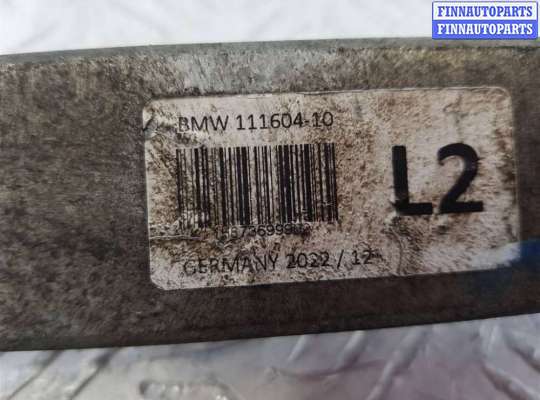 FINNAUTOPARTS
FINNAUTOPARTS
BMW 111604-10
L2
GERMANY 2022 / 12